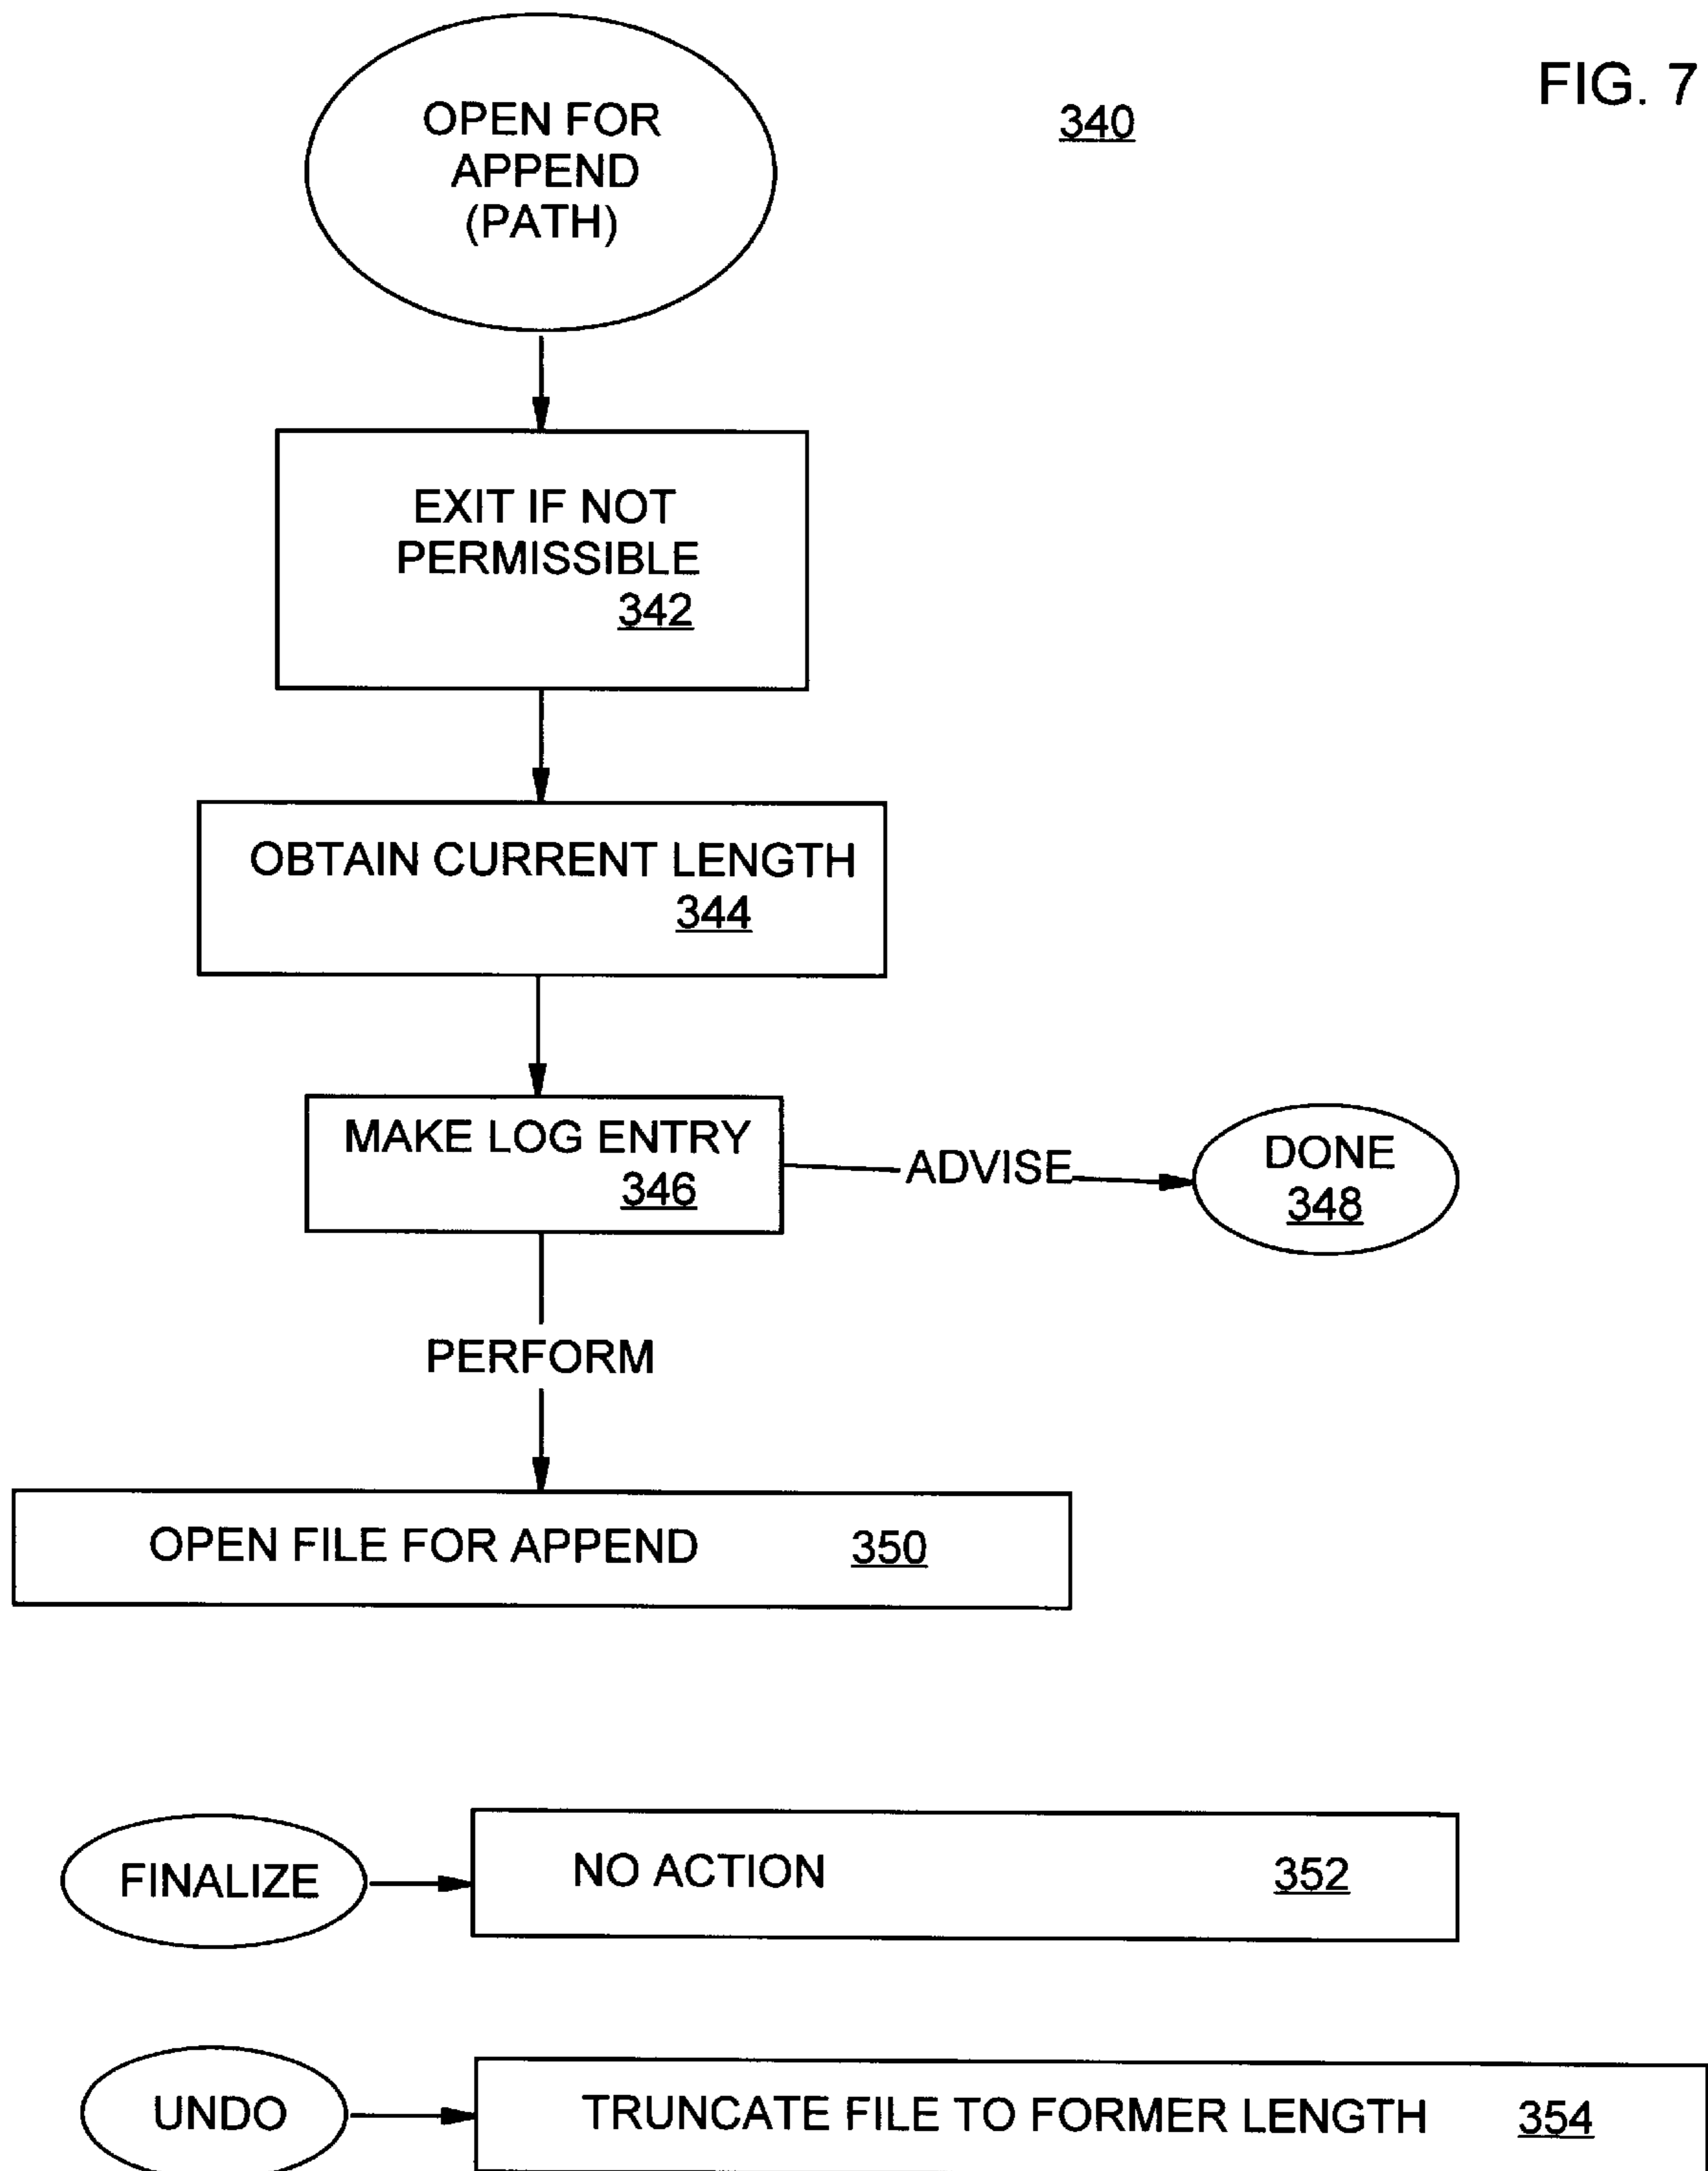 FIG. 7
340
OPEN FOR
APPEND
(PATH)
EXIT IF NOT
PERMISSIBLE
342
OBTAIN CURRENT LENGTH
344
MAKE LOG ENTRY
346
ADVISE
DONE
348
PERFORM
OPEN FILE FOR APPEND 350
FINALIZE
NO ACTION 352
UNDO
TRUNCATE FILE TO FORMER LENGTH 354